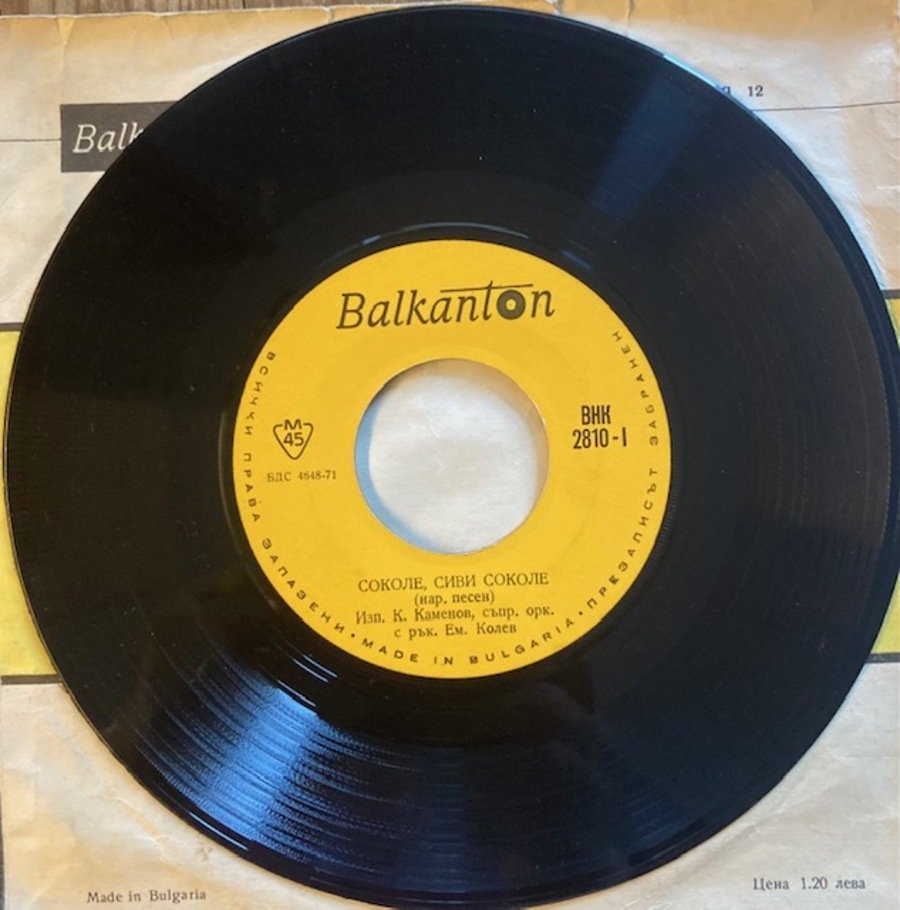 12
Balkanton
М
45
БДС 4648-71
ВНК
2810-I
СОКОЛЕ, СИВИ СОКОЛЕ
(нар. песен)
Изп. К. Каменов, съпр. орк.
с рък. Ем. Колев
ВСИЧКИ ПРАВА ЗАПАЗЕНИ • MADE IN BULGARIA • ПРЕЗАПИСЪТ ЗАБРАНЕН
Made in Bulgaria
Цена 1.20 лева